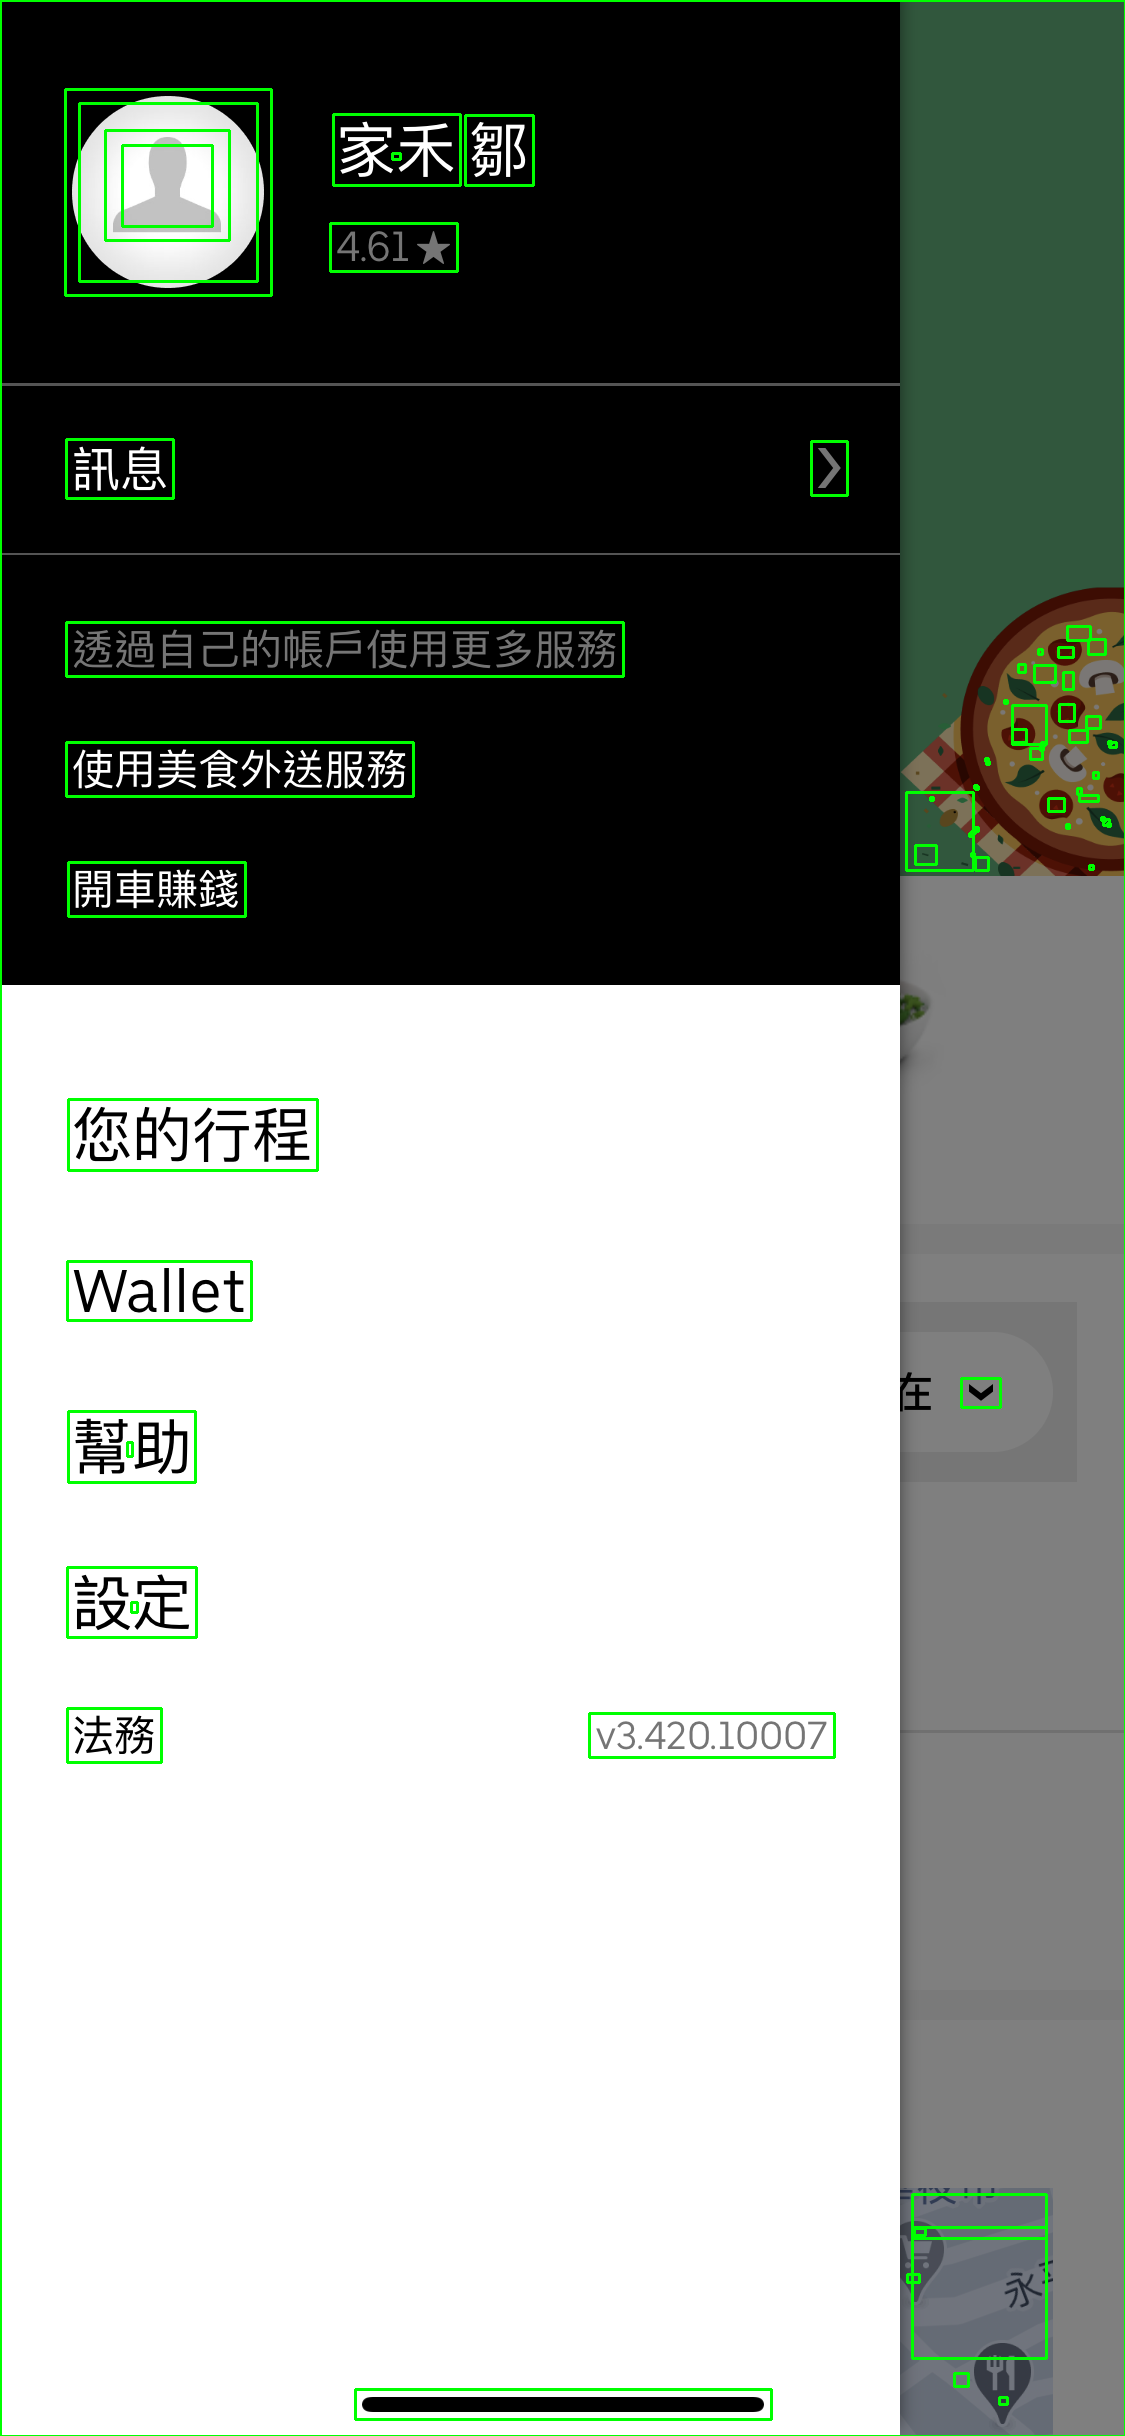 家禾 鄒
4.61 ★
訊息
透過自己的帳戶使用更多服務
使用美食外送服務
開車賺錢
您的行程
Wallet
在
幫助
設定
法務 v3.420.10007
永